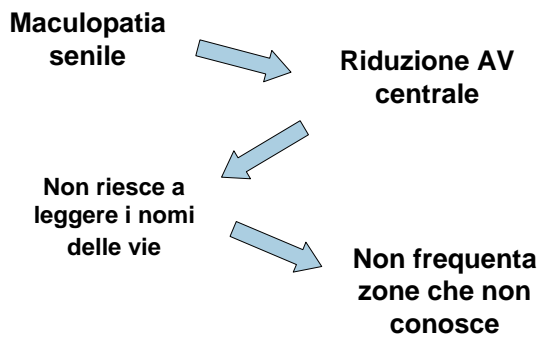 Maculopatia
senile
Riduzione AV
centrale
Non riesce a
leggere i nomi
delle vie
Non frequenta
zone che non
conosce